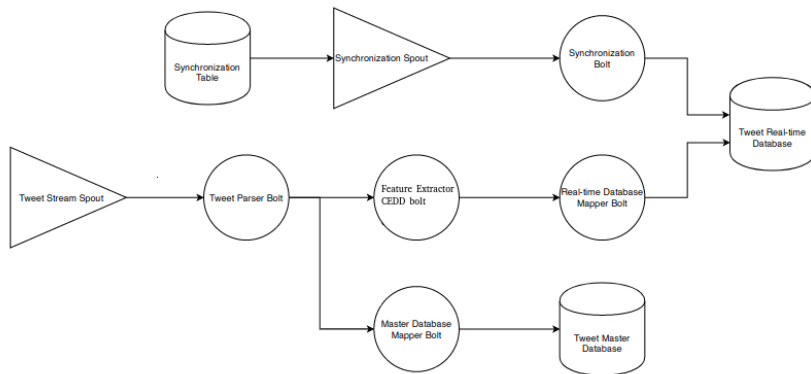 Synchronization
Table
Synchronization Spout
Synchronization
Bolt
Tweet Real-time
Database
Tweet Stream Spout
Tweet Parser Bolt
Feature Extractor
CEDD bolt
Real-time Database
Mapper Bolt
Master Database
Mapper Bolt
Tweet Master
Database